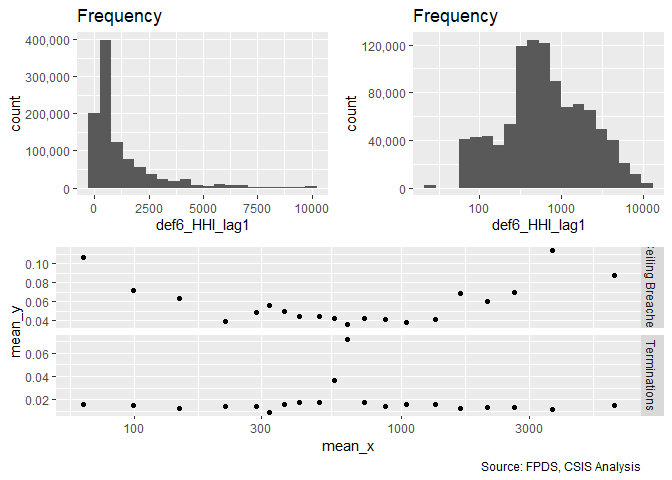 Frequency
400,000
300,000
200,000
100,000
0
count
0 2500 5000 7500 10000
def6_HHI_lag1
Frequency
120,000
80,000
40,000
0
count
100 1000 10000
def6_HHI_lag1
0.10
0.08
0.06
0.04
eiling Breache
0.06
0.04
0.02
Terminations
mean_y
100 300 1000 3000
mean_x
Source: FPDS, CSIS Analysis